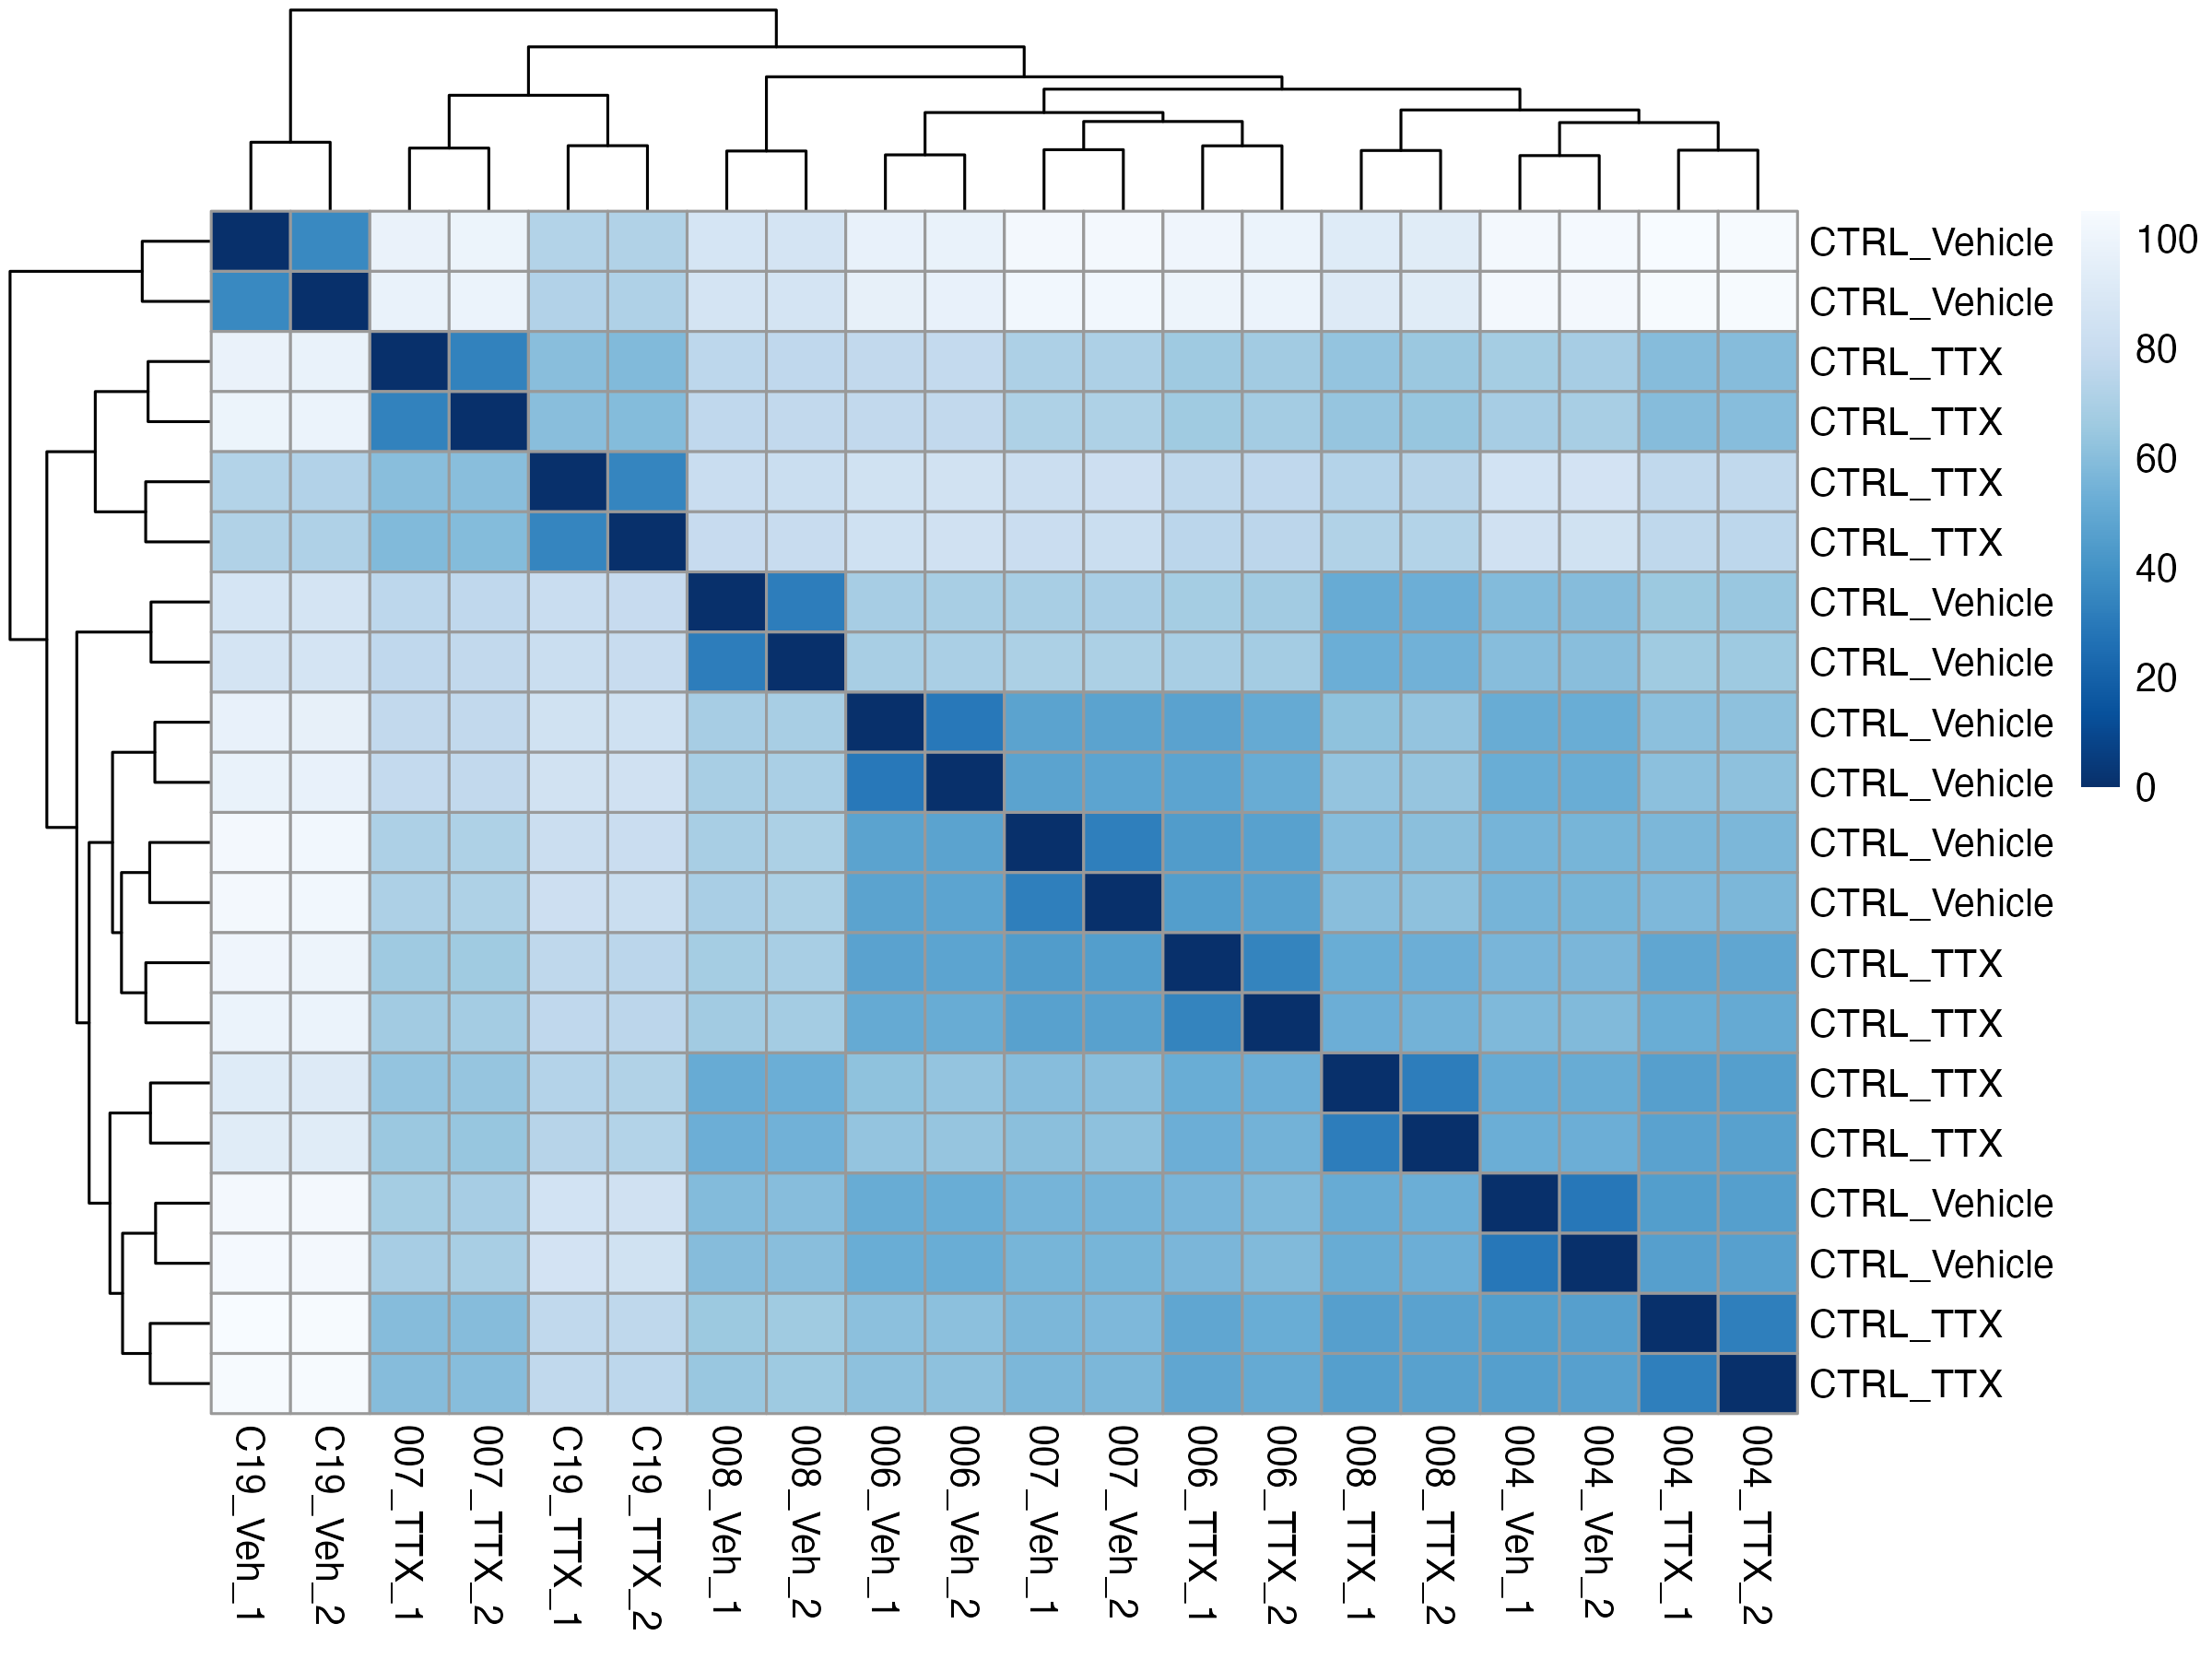 CTRL_Vehicle
CTRL_Vehicle
CTRL_TTX
CTRL_TTX
CTRL_TTX
CTRL_TTX
CTRL_Vehicle
CTRL_Vehicle
CTRL_Vehicle
CTRL_Vehicle
CTRL_Vehicle
CTRL_Vehicle
CTRL_TTX
CTRL_TTX
CTRL_TTX
CTRL_TTX
CTRL_Vehicle
CTRL_Vehicle
CTRL_TTX
CTRL_TTX
100
80
60
40
20
0
C19_Veh_1
C19_Veh_2
007_TTX_1
007_TTX_2
C19_TTX_1
C19_TTX_2
008_Veh_1
008_Veh_2
006_Veh_1
006_Veh_2
007_Veh_1
007_Veh_2
006_TTX_1
006_TTX_2
008_TTX_1
008_TTX_2
004_Veh_1
004_Veh_2
004_TTX_1
004_TTX_2